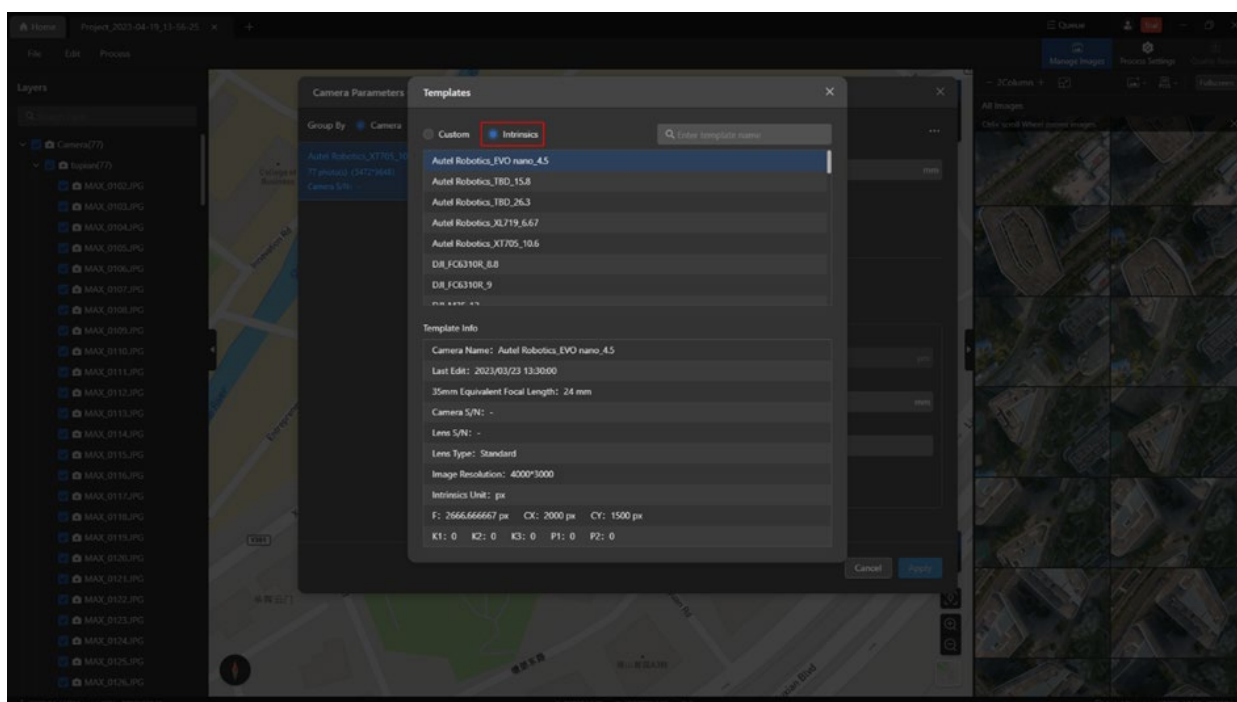 Home Project_2023-04-19_13-56-25 × +
Queue
File Edit Process
Manage Images Process Settings
Layers
Camera Parameters
Templates
2Column
Fullscreen
All Images
Group By Camera
Custom Intrinsics
Enter template name
Camera(77)
Autel Robotics_EVO nano_4.5
Autel Robotics_TBD_15.8
Autel Robotics_TBD_26.3
Autel Robotics_XL719_6.67
Autel Robotics_XT705_10.6
DJI_FC6310R_8.8
DJI_FC6310R_9
mm
Camera S/N: -
MAX_0102.JPG
MAX_0103.JPG
MAX_0104.JPG
MAX_0105.JPG
MAX_0106.JPG
MAX_0107.JPG
MAX_0108.JPG
MAX_0109.JPG
MAX_0110.JPG
MAX_0111.JPG
MAX_0112.JPG
MAX_0113.JPG
MAX_0114.JPG
MAX_0115.JPG
MAX_0116.JPG
MAX_0117.JPG
MAX_0118.JPG
MAX_0119.JPG
MAX_0120.JPG
MAX_0121.JPG
MAX_0122.JPG
MAX_0123.JPG
MAX_0124.JPG
MAX_0125.JPG
MAX_0126.JPG
Template Info
Camera Name: Autel Robotics_EVO nano_4.5
Last Edit: 2023/03/23 13:30:00
35mm Equivalent Focal Length: 24 mm
Camera S/N: -
Lens S/N: -
Lens Type: Standard
Image Resolution: 4000*3000
Intrinsics Unit: px
F: 2666.666667 px CX: 2000 px CY: 1500 px
K1: 0 K2: 0 K3: 0 P1: 0 P2: 0
μm
mm
Cancel Apply